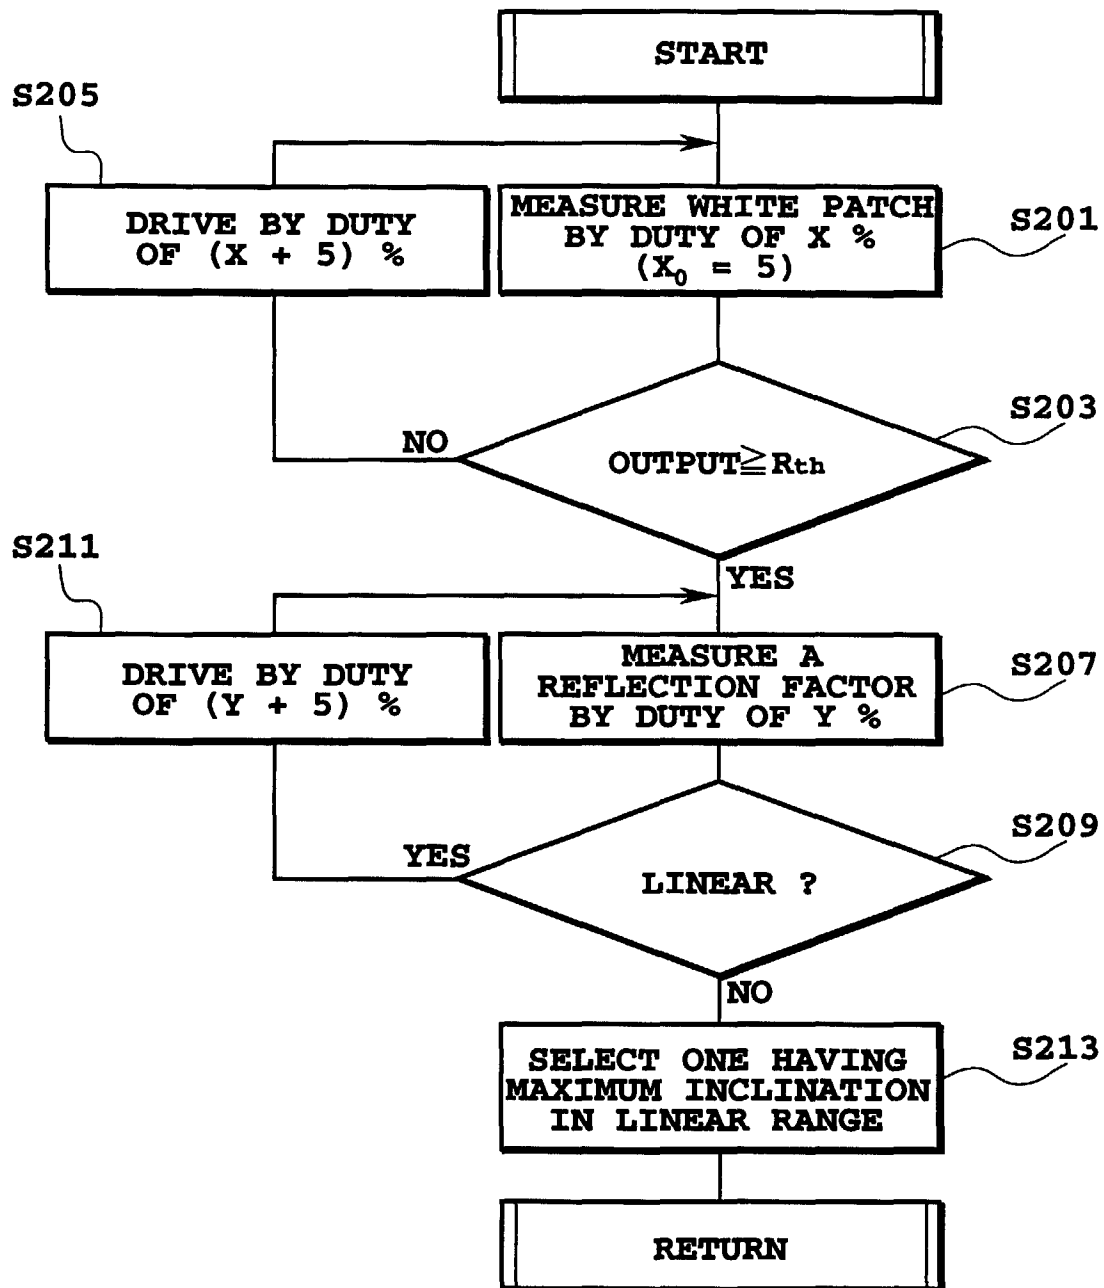 START
S205
DRIVE BY DUTY
OF (X + 5) %
MEASURE WHITE PATCH
BY DUTY OF X %
(X₀ = 5)
S201
S203
NO
OUTPUT≧Rth
YES
S211
DRIVE BY DUTY
OF (Y + 5) %
MEASURE A
REFLECTION FACTOR
BY DUTY OF Y %
S207
S209
YES
LINEAR ?
NO
SELECT ONE HAVING
MAXIMUM INCLINATION
IN LINEAR RANGE
S213
RETURN